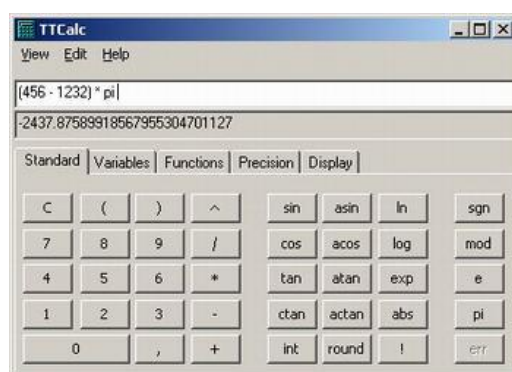 TTCalc
View Edit Help
(456 - 1232) * pi
-2437.87589918567955304701127
Standard Variables Functions Precision Display
C ( ) ^ sin asin ln sgn
7 8 9 / cos acos log mod
4 5 6 * tan atan exp e
1 2 3 - ctan actan abs pi
0 , + int round ! err